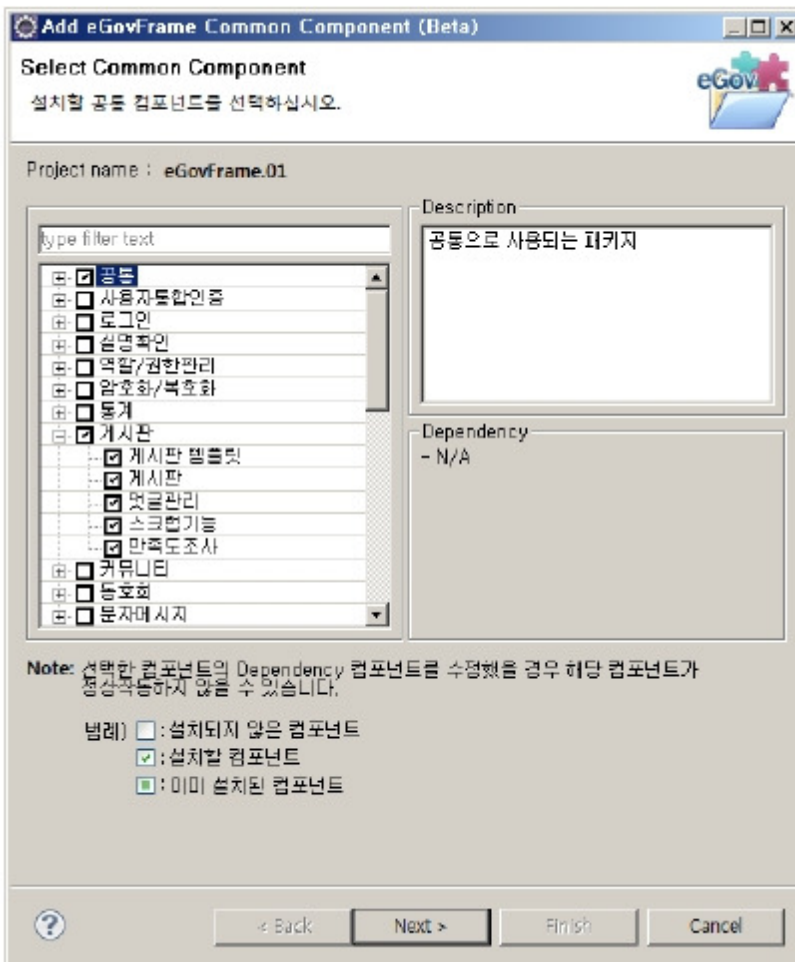 Add eGovFrame Common Component (Beta)
Select Common Component
설치할 공통 컴포넌트를 선택하십시오.
eGov
Project name : eGovFrame.01
type filter text
공통
사용자통합인증
로그인
실명확인
역할/권한관리
암호화/복호화
통계
게시판
게시판 템플릿
게시판
덧글관리
스크랩기능
만족도조사
커뮤니티
동호회
문자메시지
Description
공통으로 사용되는 패키지
Dependency
- N/A
Note: 선택한 컴포넌트의 Dependency 컴포넌트를 수정했을 경우 해당 컴포넌트가
정상작동하지 않을 수 있습니다.
범례) : 설치되지 않은 컴포넌트
: 설치할 컴포넌트
: 이미 설치된 컴포넌트
?
< Back
Next >
Finish
Cancel